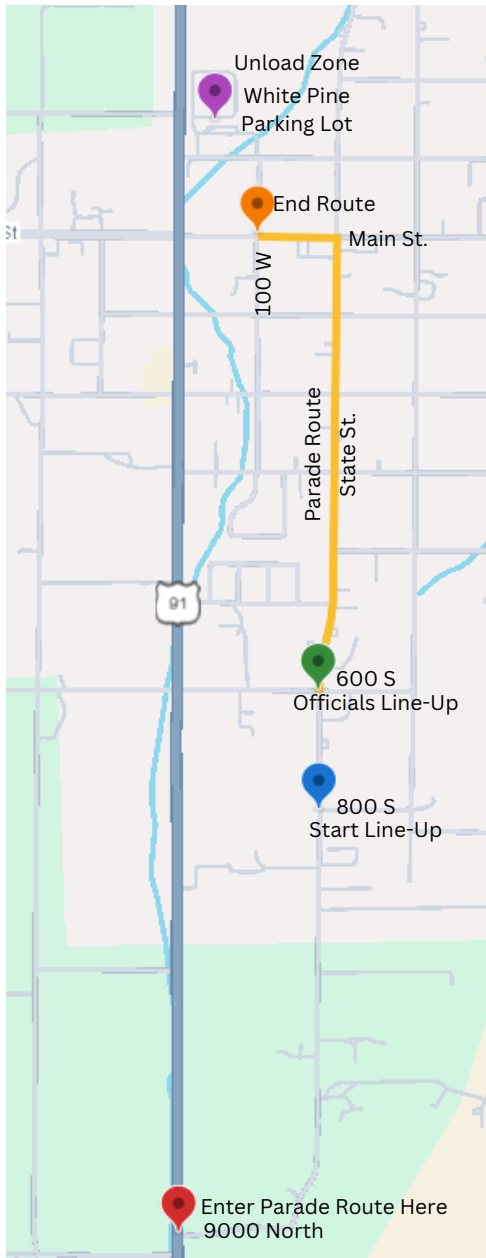 Unload Zone
White Pine
Parking Lot
End Route
St
Main St.
100 W
Parade Route
State St.
91
600 S
Officials Line-Up
800 S
Start Line-Up
Enter Parade Route Here
9000 North